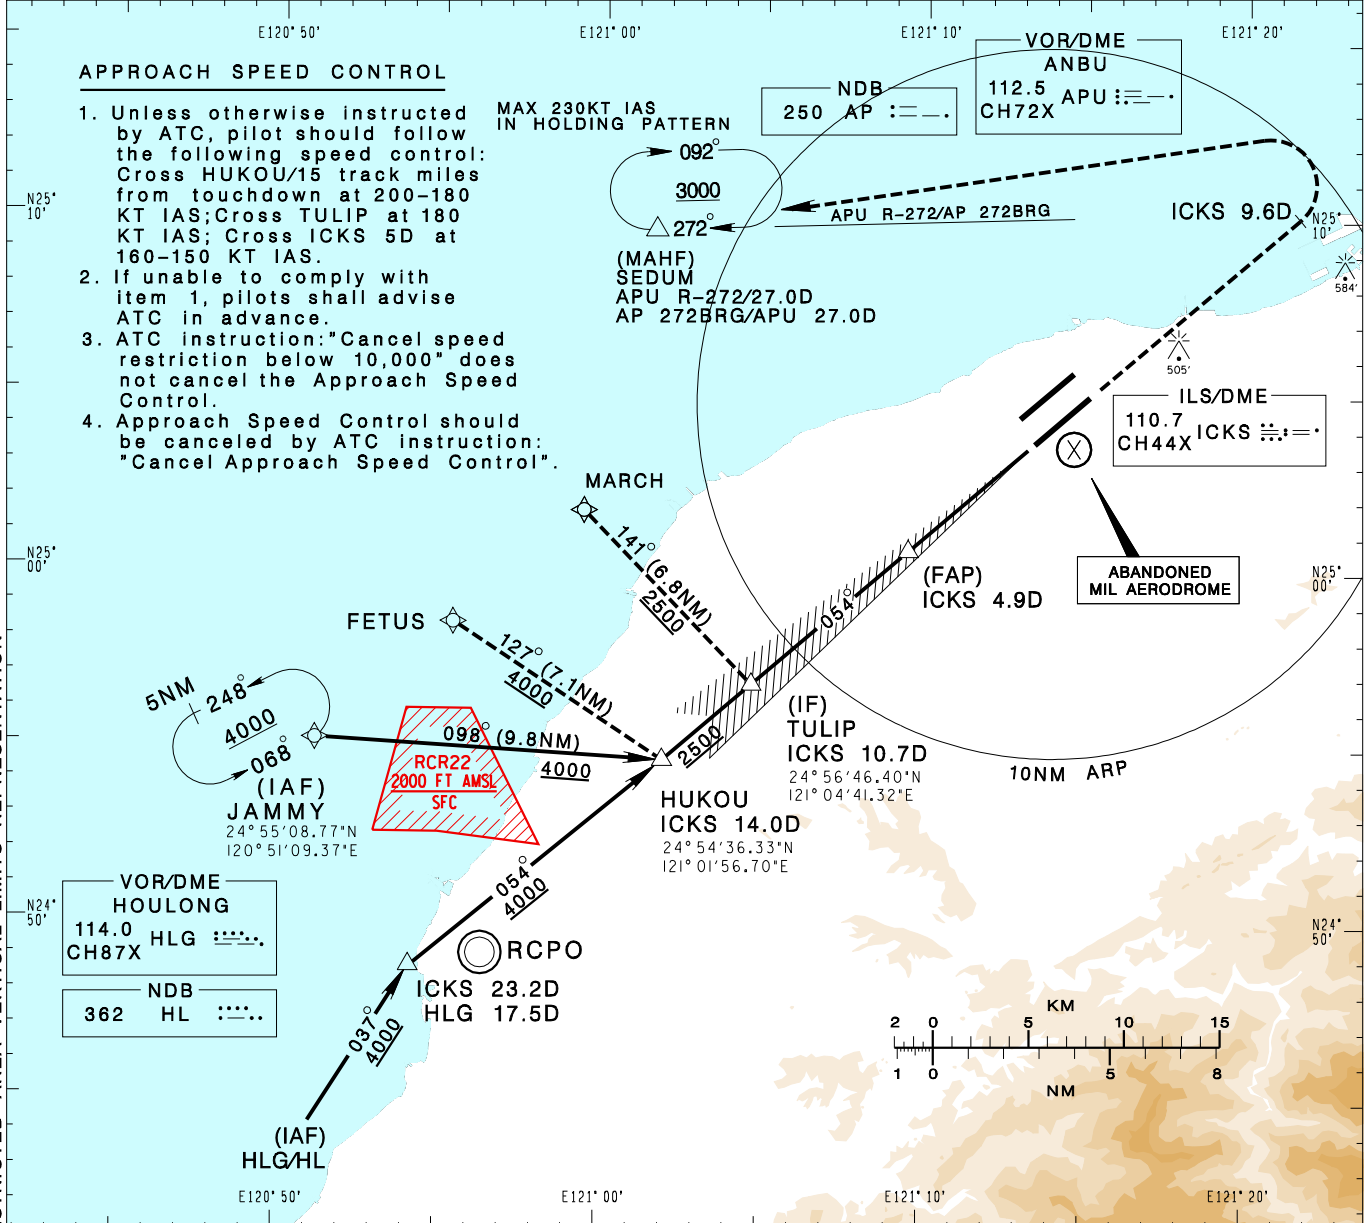 E120°50'
E121°00'
E121°10'
E121°20'
APPROACH SPEED CONTROL
1. Unless otherwise instructed
by ATC, pilot should follow
the following speed control:
Cross HUKOU/15 track miles
from touchdown at 200-180
KT IAS;Cross TULIP at 180
KT IAS; Cross ICKS 5D at
160-150 KT IAS.
2. If unable to comply with
item 1, pilots shall advise
ATC in advance.
3. ATC instruction:"Cancel speed
restriction below 10,000" does
not cancel the Approach Speed
Control.
4. Approach Speed Control should
be canceled by ATC instruction:
"Cancel Approach Speed Control".
MAX 230KT IAS
IN HOLDING PATTERN
092°
3000
272°
(MAHF)
SEDUM
APU R-272/27.0D
AP 272BRG/APU 27.0D
NDB
250 AP
VOR/DME
ANBU
112.5
CH72X
APU
APU R-272/AP 272BRG
ICKS 9.6D
N25°
10'
N25°
10'
584'
505'
ILS/DME
110.7
CH44X
ICKS
ABANDONED
MIL AERODROME
MARCH
141° (6.8NM)
2500
FETUS
127° (7.1NM)
4000
N25°
00'
N25°
00'
054°
(FAP)
ICKS 4.9D
5NM
248°
4000
068°
(IAF)
JAMMY
24°55'08.77"N
120°51'09.37"E
098° (9.8NM)
4000
RCR22
2000 FT AMSL
SFC
2500
(IF)
TULIP
ICKS 10.7D
24°56'46.40"N
121°04'41.32"E
10NM ARP
HUKOU
ICKS 14.0D
24°54'36.33"N
121°01'56.70"E
054°
4000
VOR/DME
HOULONG
114.0
CH87X
HLG
NDB
362 HL
N24°
50'
N24°
50'
RCPO
ICKS 23.2D
HLG 17.5D
037°
4000
(IAF)
HLG/HL
KM
2 0 5 10 15
1 0 5 8
NM
E120°50'
E121°00'
E121°10'
E121°20'